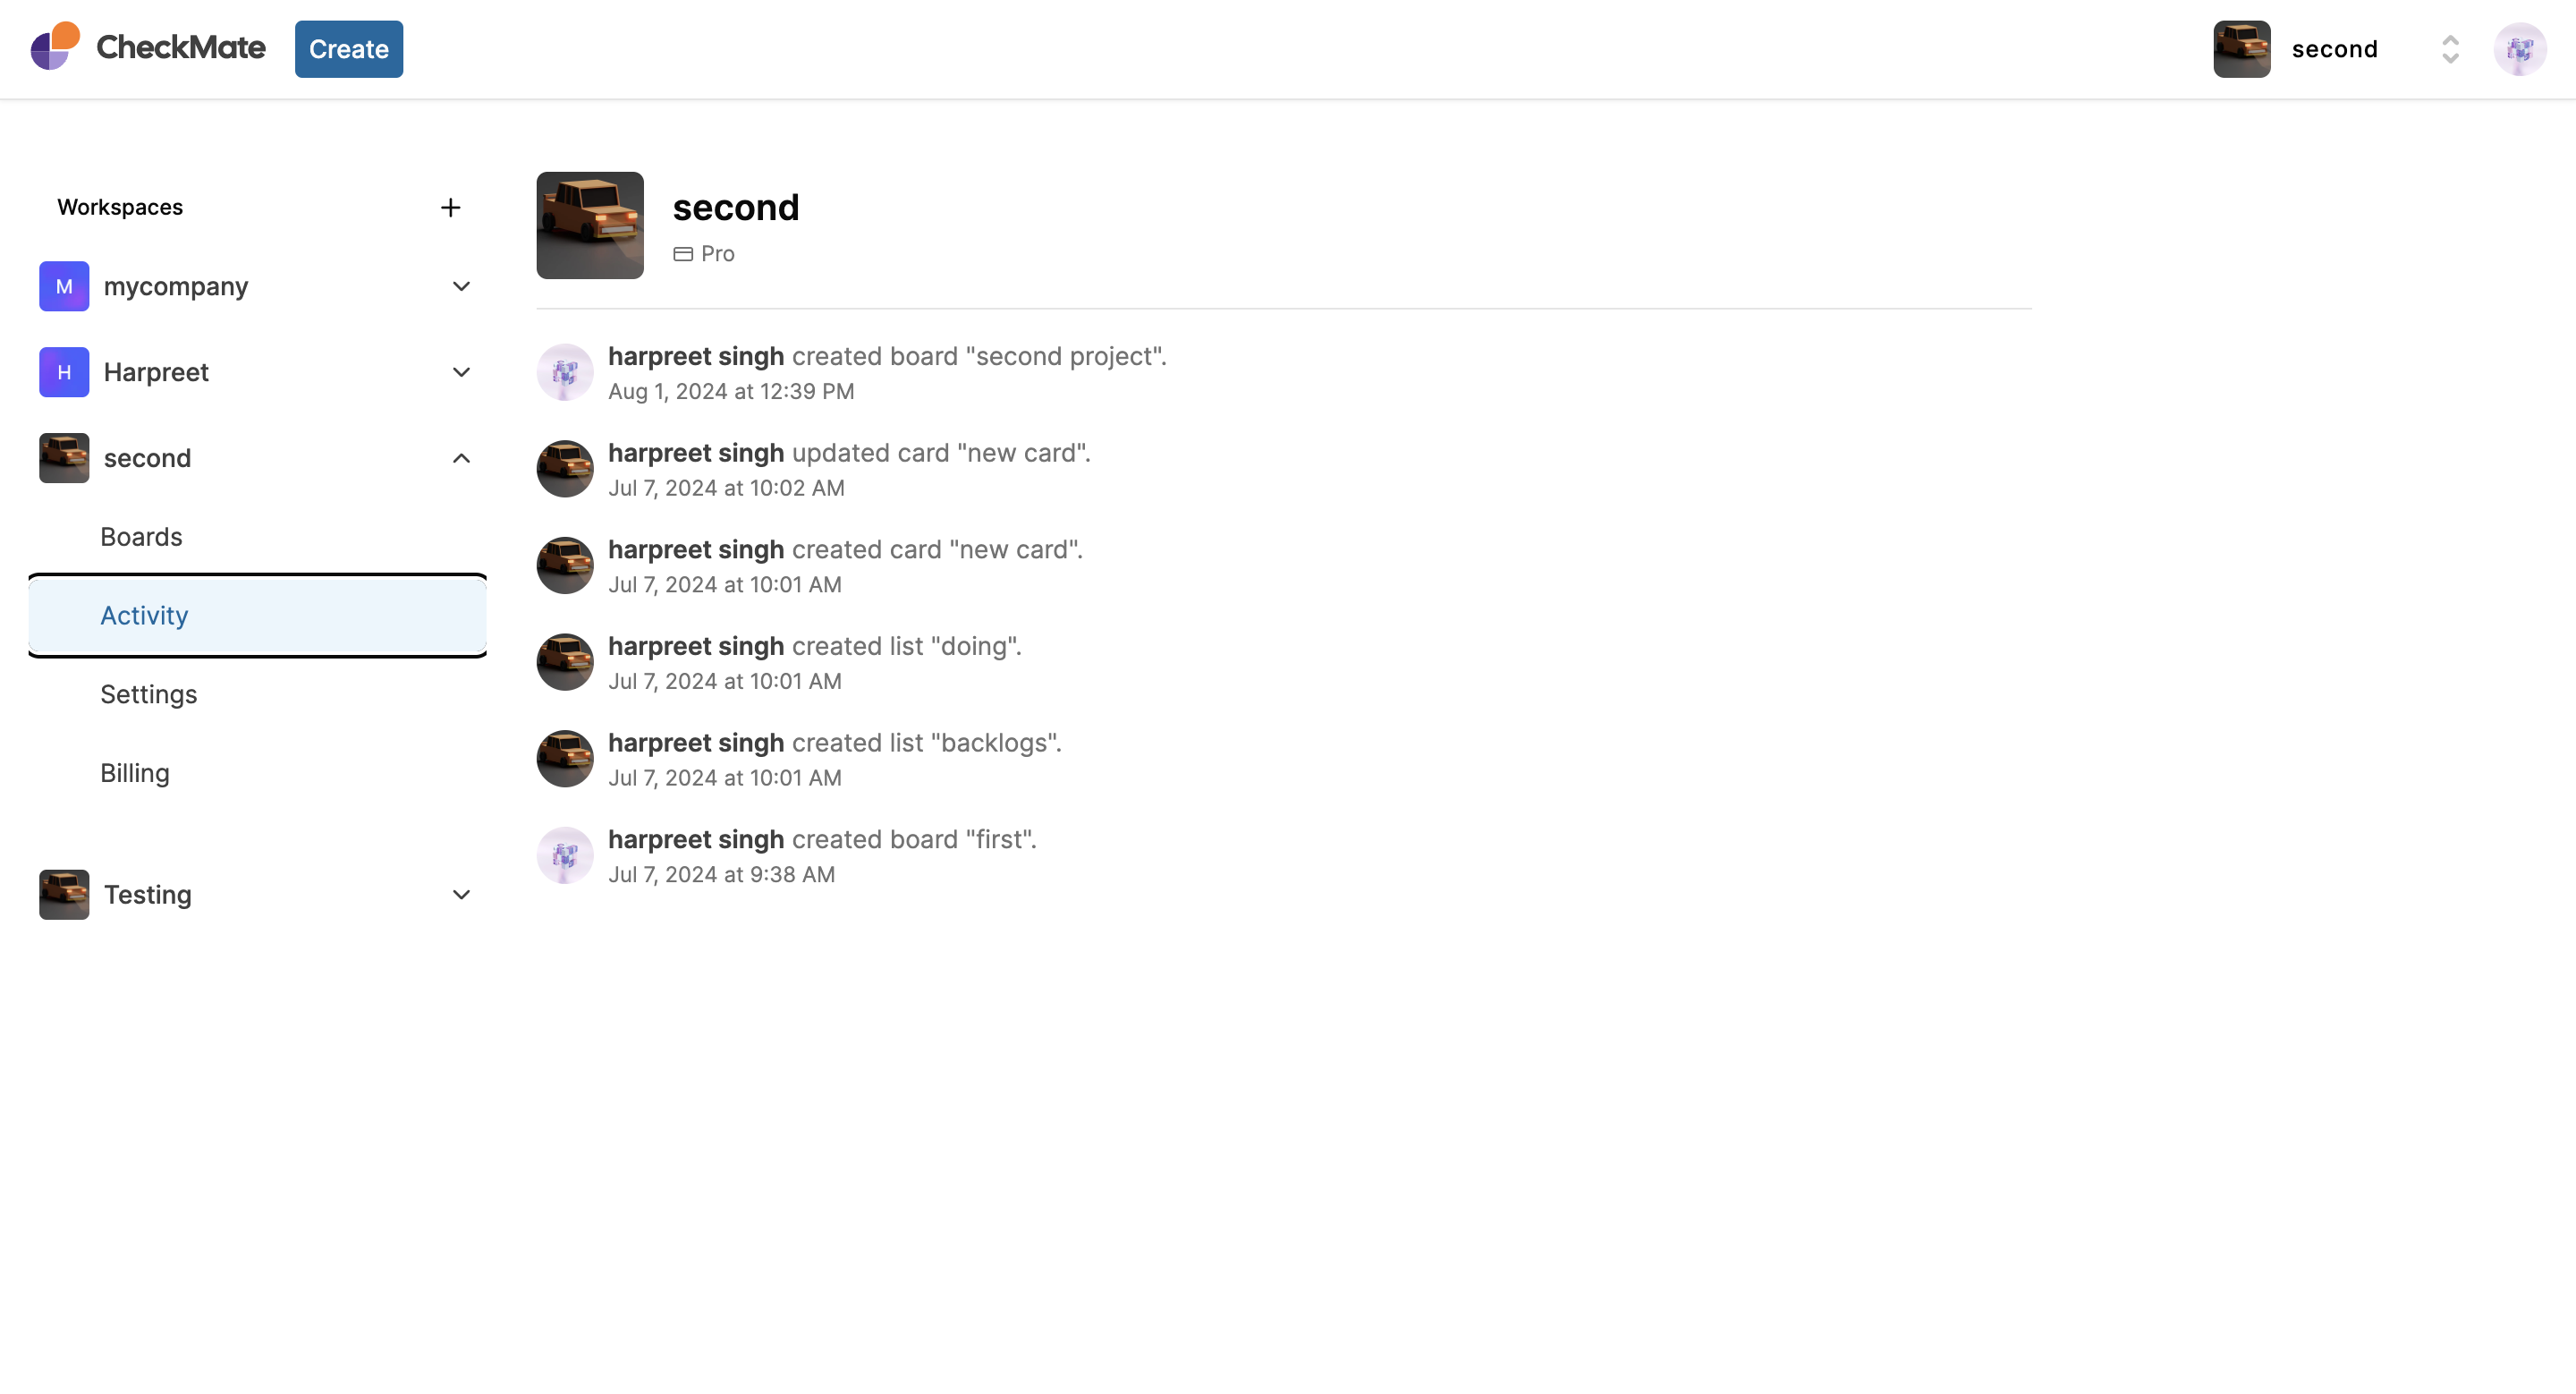 CheckMate
Create
second
Workspaces
M mycompany
H Harpreet
second
Boards
Activity
Settings
Billing
Testing
second
Pro
harpreet singh created board "second project".
Aug 1, 2024 at 12:39 PM
harpreet singh updated card "new card".
Jul 7, 2024 at 10:02 AM
harpreet singh created card "new card".
Jul 7, 2024 at 10:01 AM
harpreet singh created list "doing".
Jul 7, 2024 at 10:01 AM
harpreet singh created list "backlogs".
Jul 7, 2024 at 10:01 AM
harpreet singh created board "first".
Jul 7, 2024 at 9:38 AM